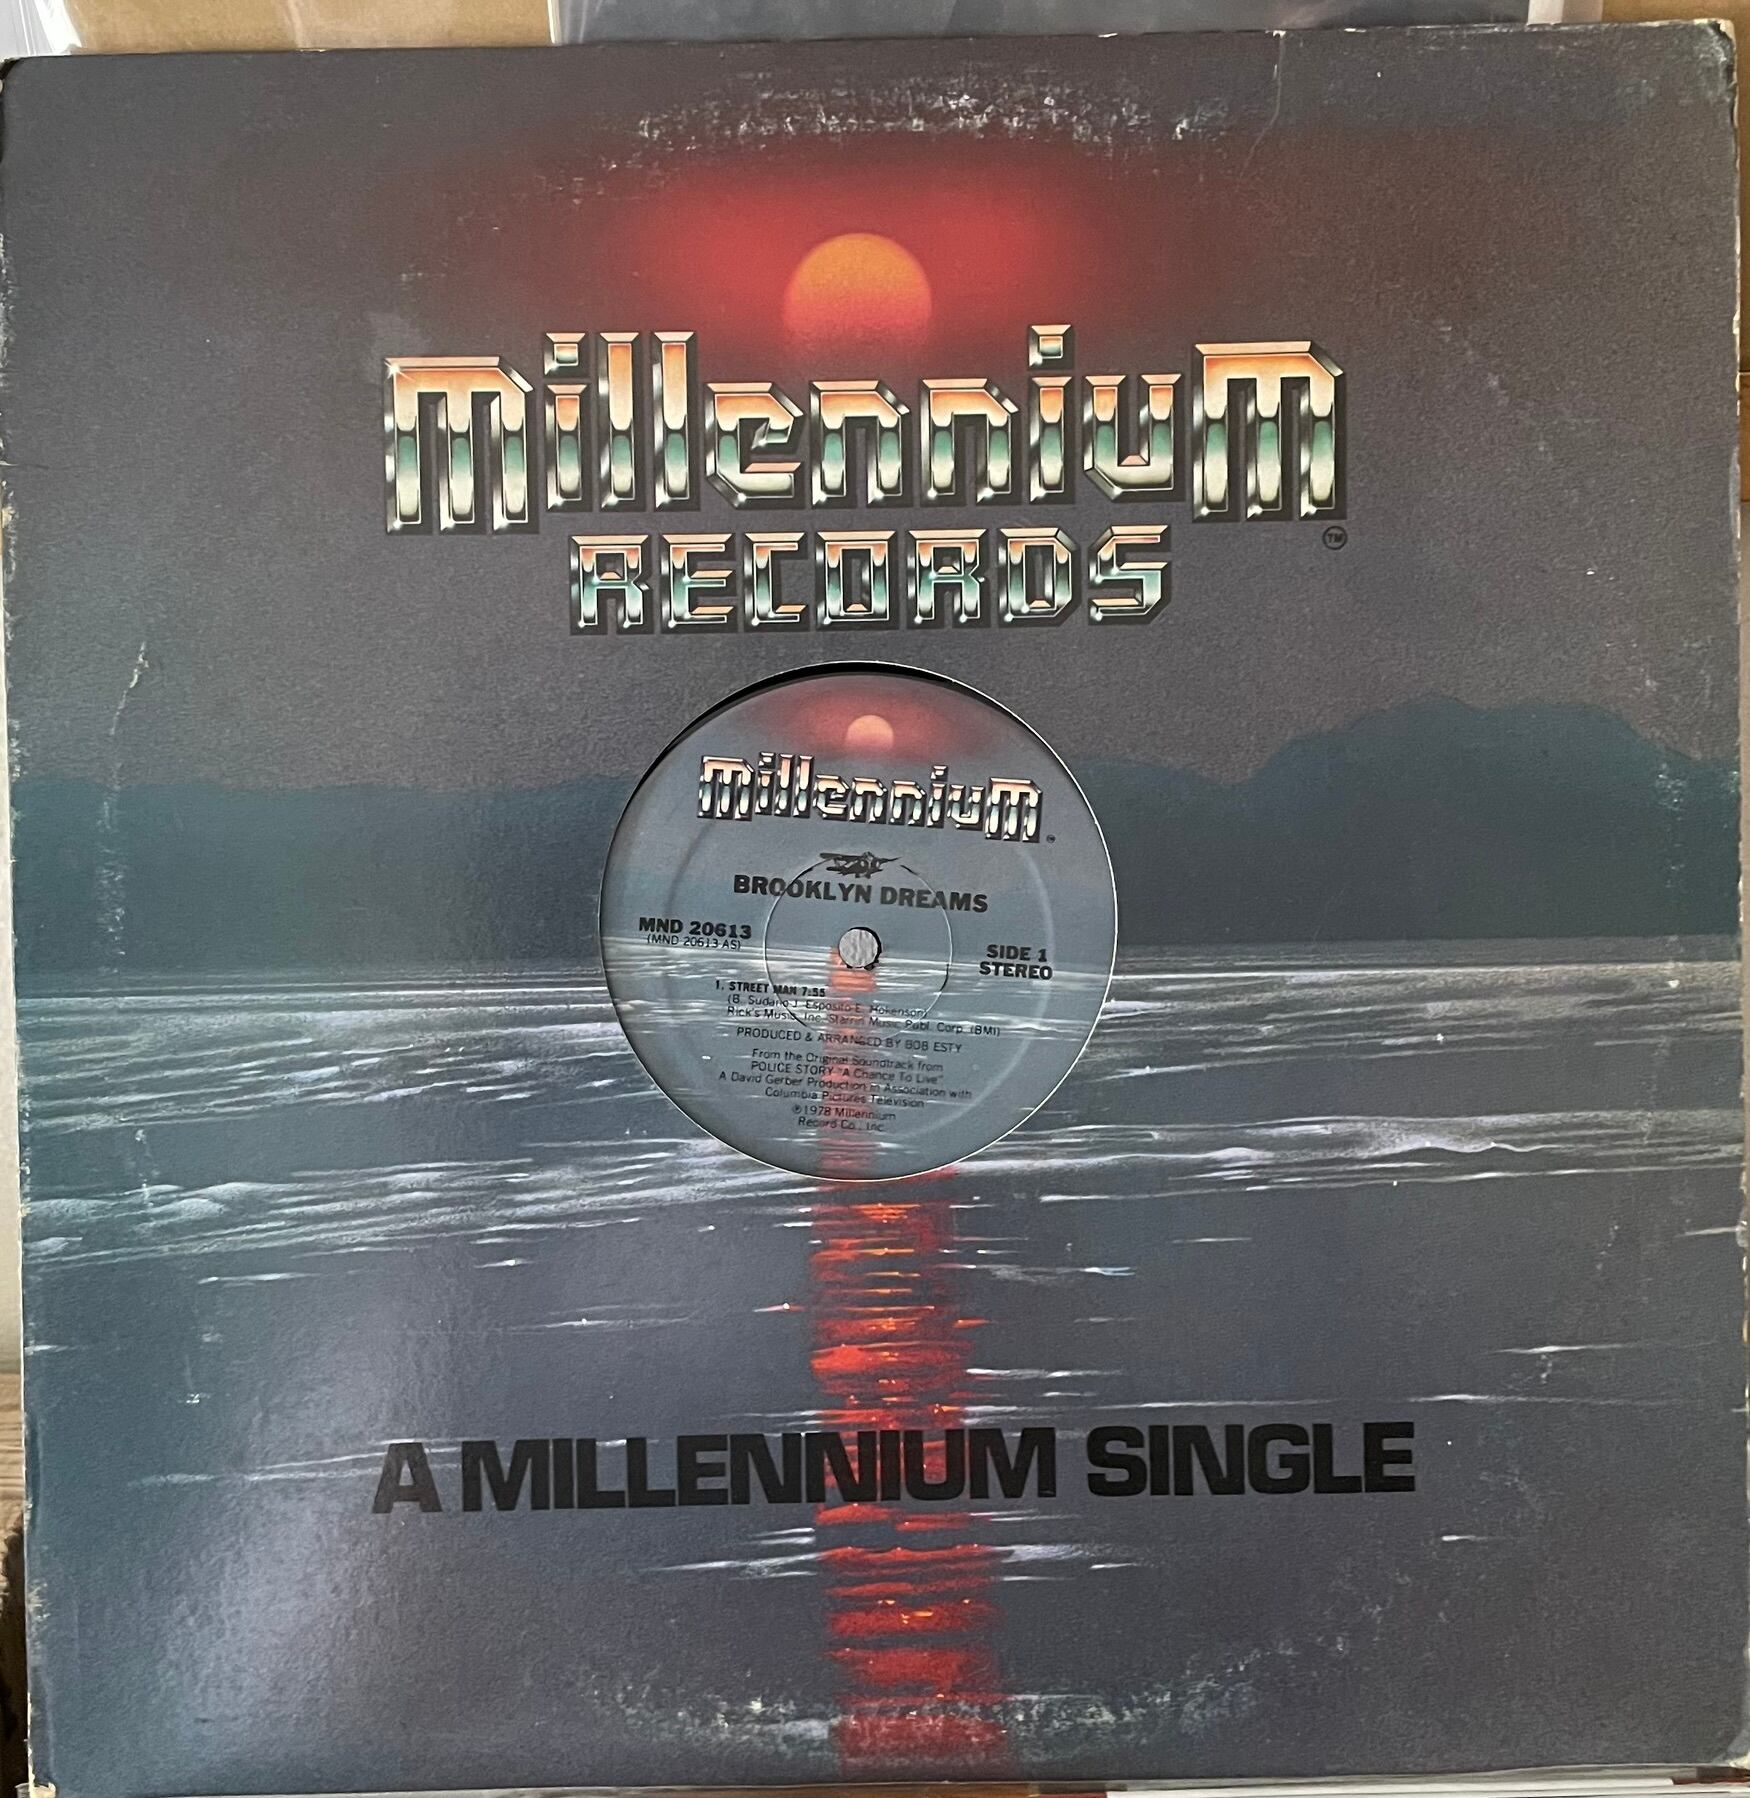 millennium
RECORDS
TM
millennium
BROOKLYN DREAMS
MND 20613
(MND 20613 AS)
SIDE 1
STEREO
1. STREET MAN 7:55
(B. Sudano J. Esposito E. Hokenson)
Rick's Music, Inc. Starrin Music Publ. Corp. (BMI)
PRODUCED & ARRANGED BY BOB ESTY
From the Original Soundtrack from
POLICE STORY "A Chance To Live"
A David Gerber Production in Association with
Columbia Pictures Television
℗1978 Millennium
Record Co., Inc.
A MILLENNIUM SINGLE